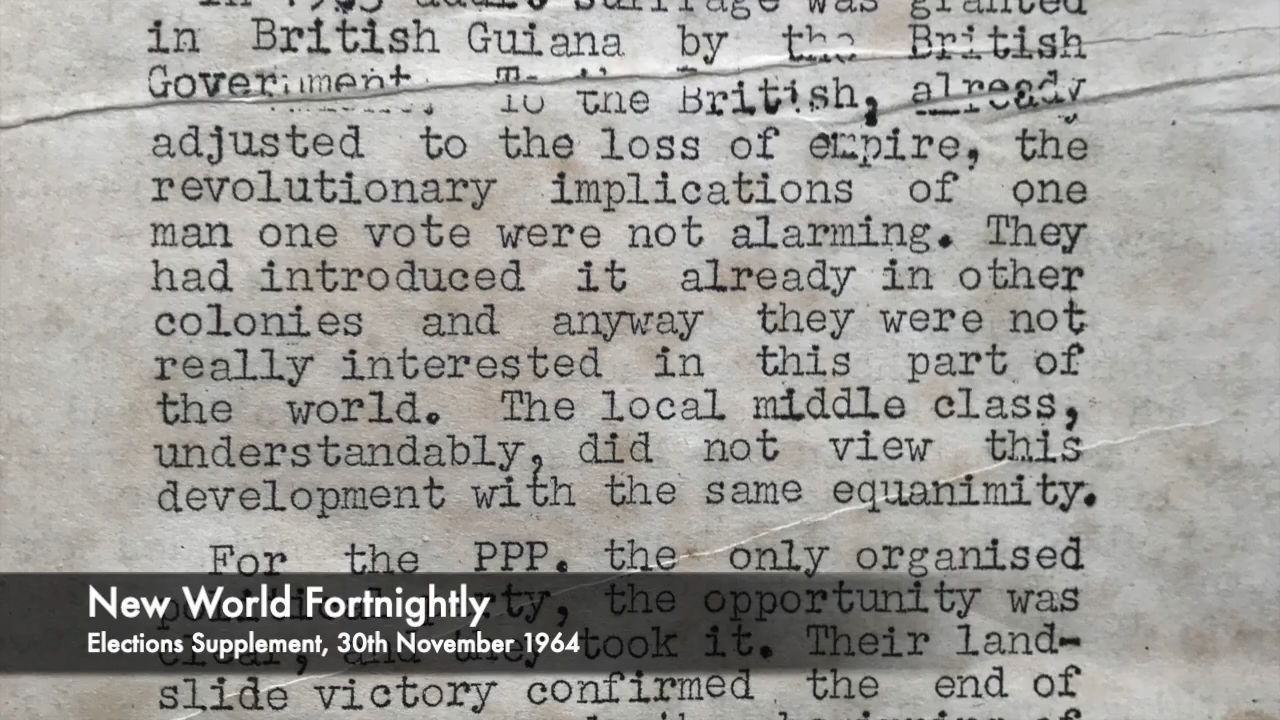 in British Guiana by the British
Government. To the British, already
adjusted to the loss of empire, the
revolutionary implications of one
man one vote were not alarming. They
had introduced it already in other
colonies and anyway they were not
really interested in this part of
the world. The local middle class,
understandably, did not view this
development with the same equanimity.
For the PPP. the only organised
party, the opportunity was
clear, and they took it. Their land-
slide victory confirmed the end of
New World Fortnightly
Elections Supplement, 30th November 1964